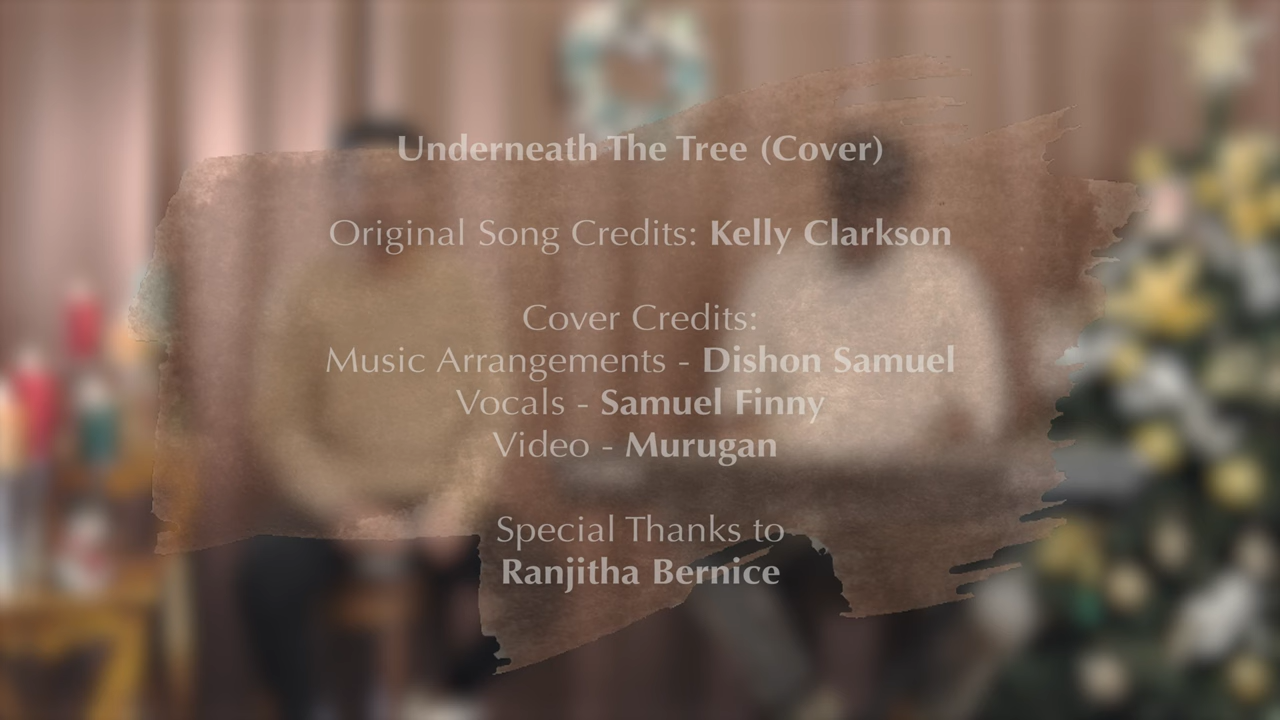 Underneath The Tree (Cover)
Original Song Credits: Kelly Clarkson
Cover Credits:
Music Arrangements - Dishon Samuel
Vocals - Samuel Finny
Video - Murugan
Special Thanks to
Ranjitha Bernice